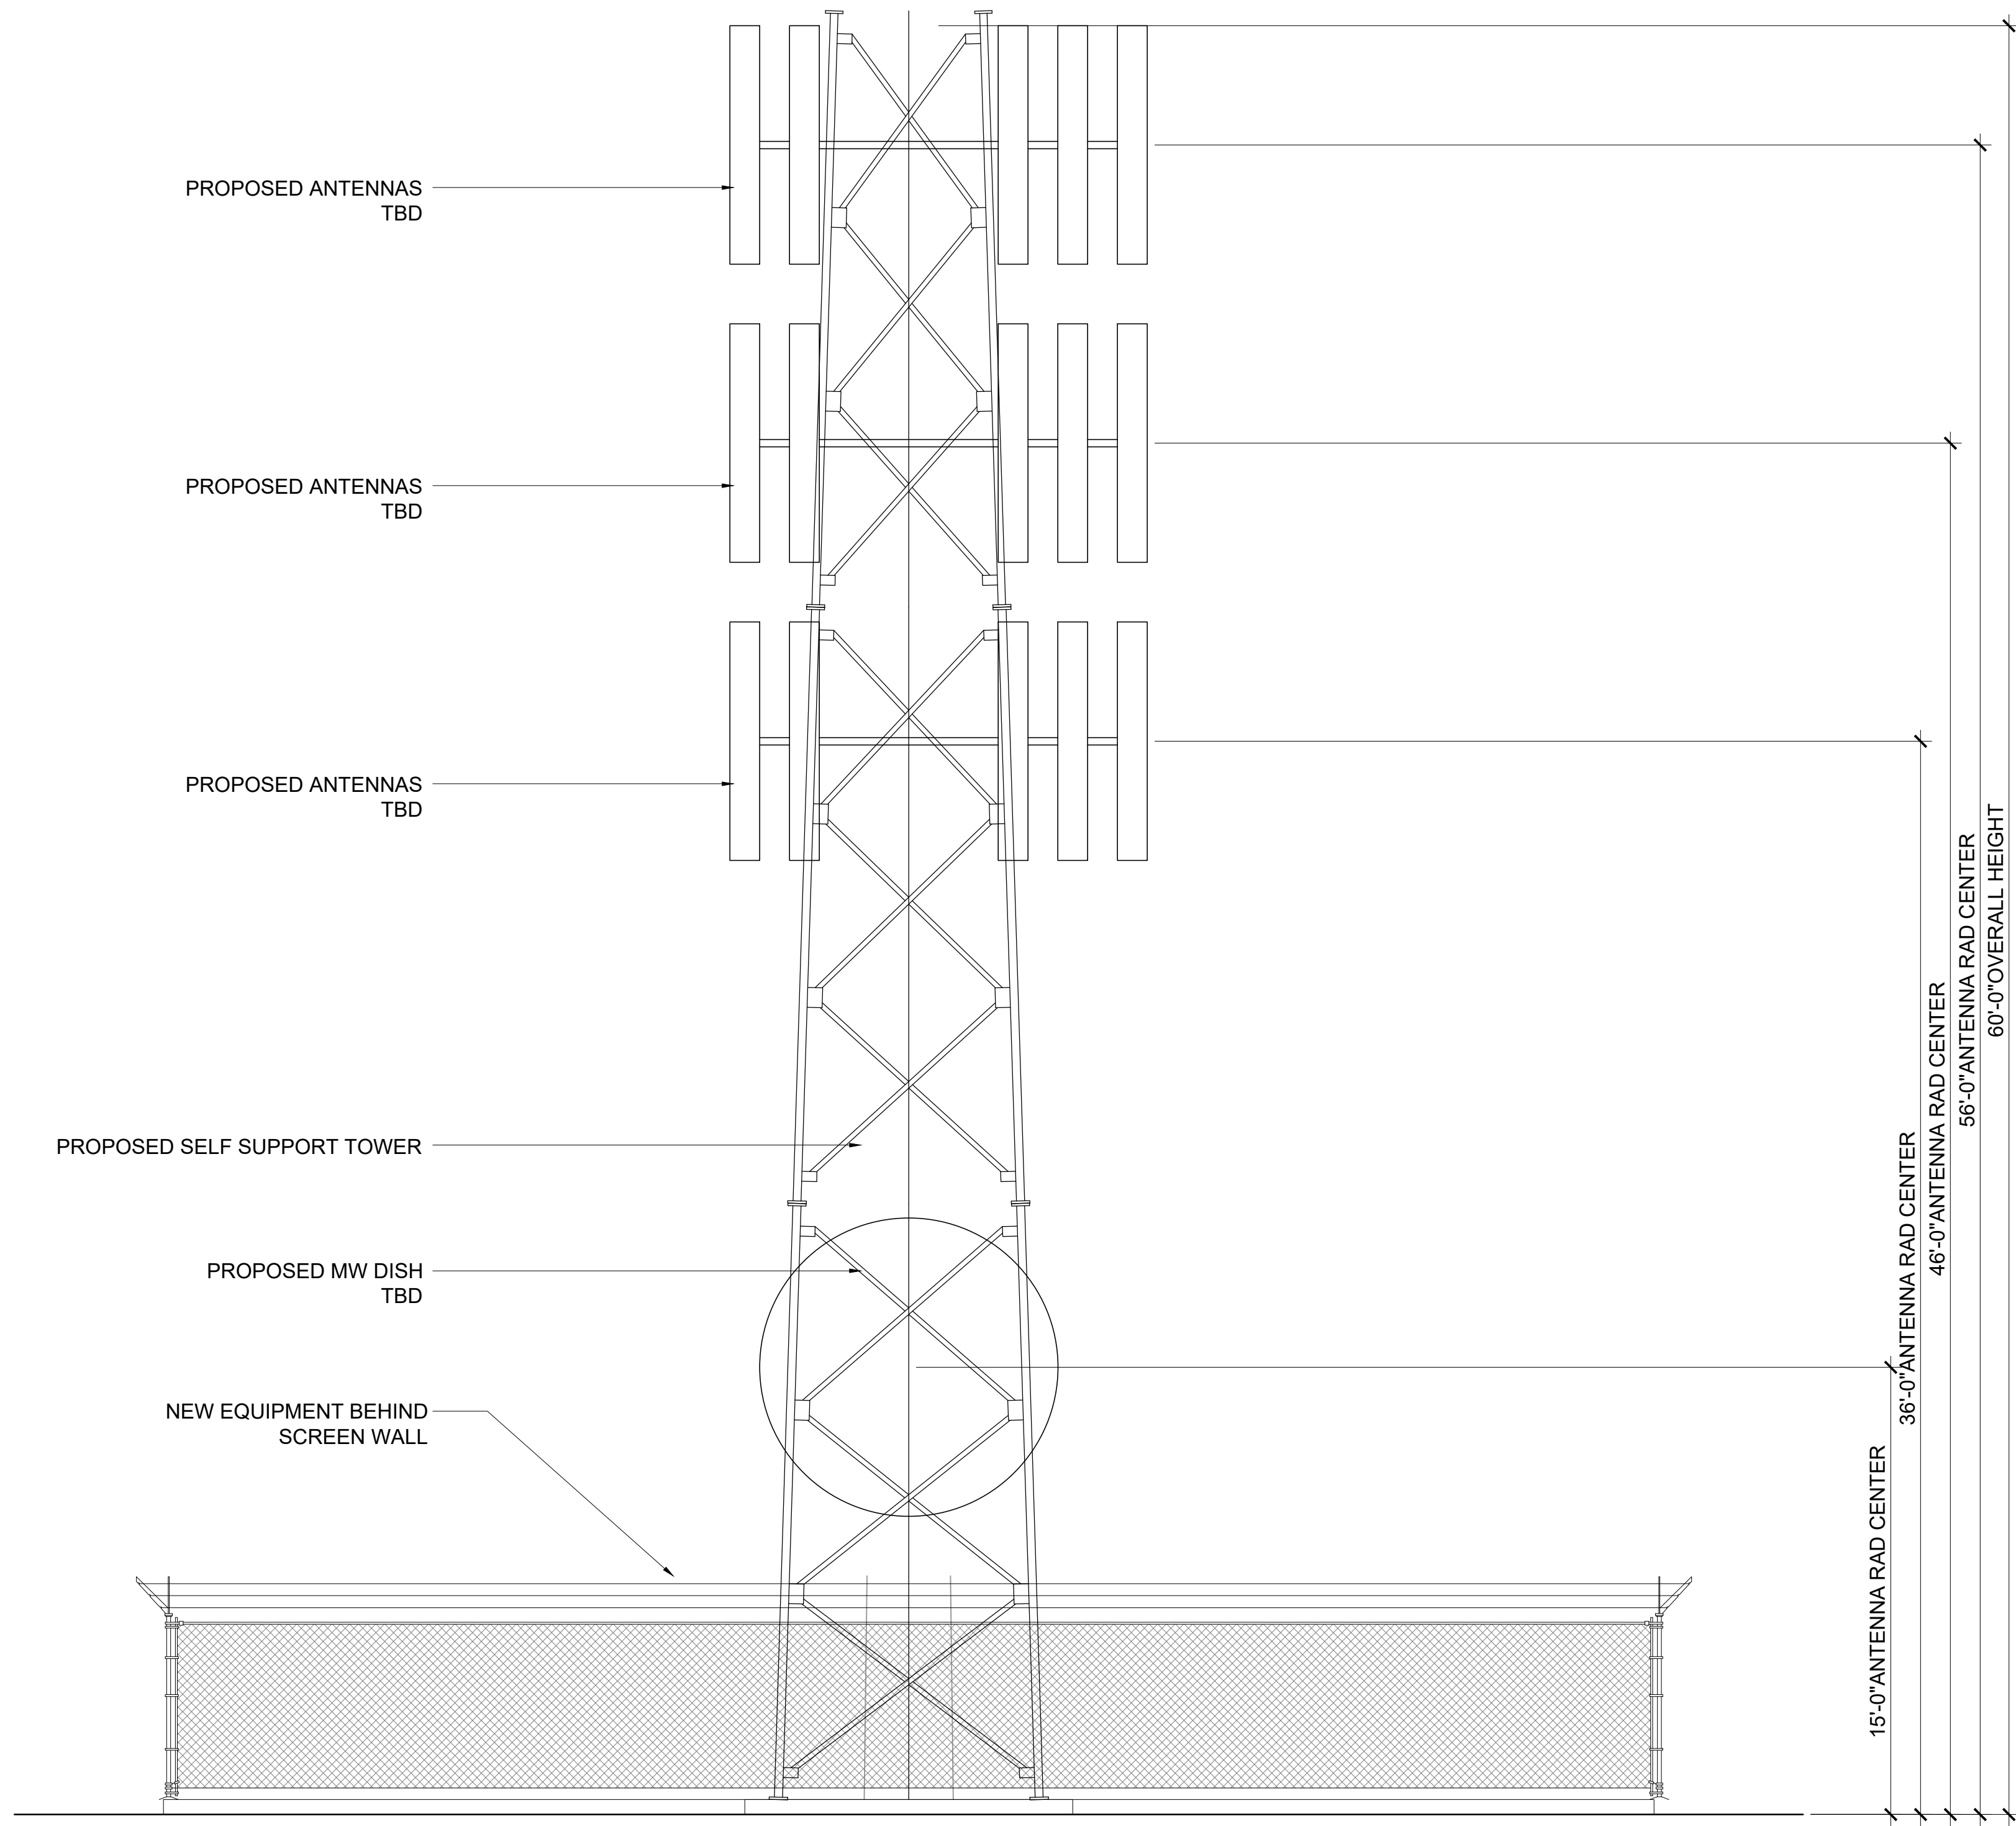 PROPOSED ANTENNAS
TBD
PROPOSED ANTENNAS
TBD
PROPOSED ANTENNAS
TBD
PROPOSED SELF SUPPORT TOWER
PROPOSED MW DISH
TBD
NEW EQUIPMENT BEHIND
SCREEN WALL
15'-0"ANTENNA RAD CENTER
36'-0"ANTENNA RAD CENTER
46'-0"ANTENNA RAD CENTER
56'-0"ANTENNA RAD CENTER
60'-0"OVERALL HEIGHT